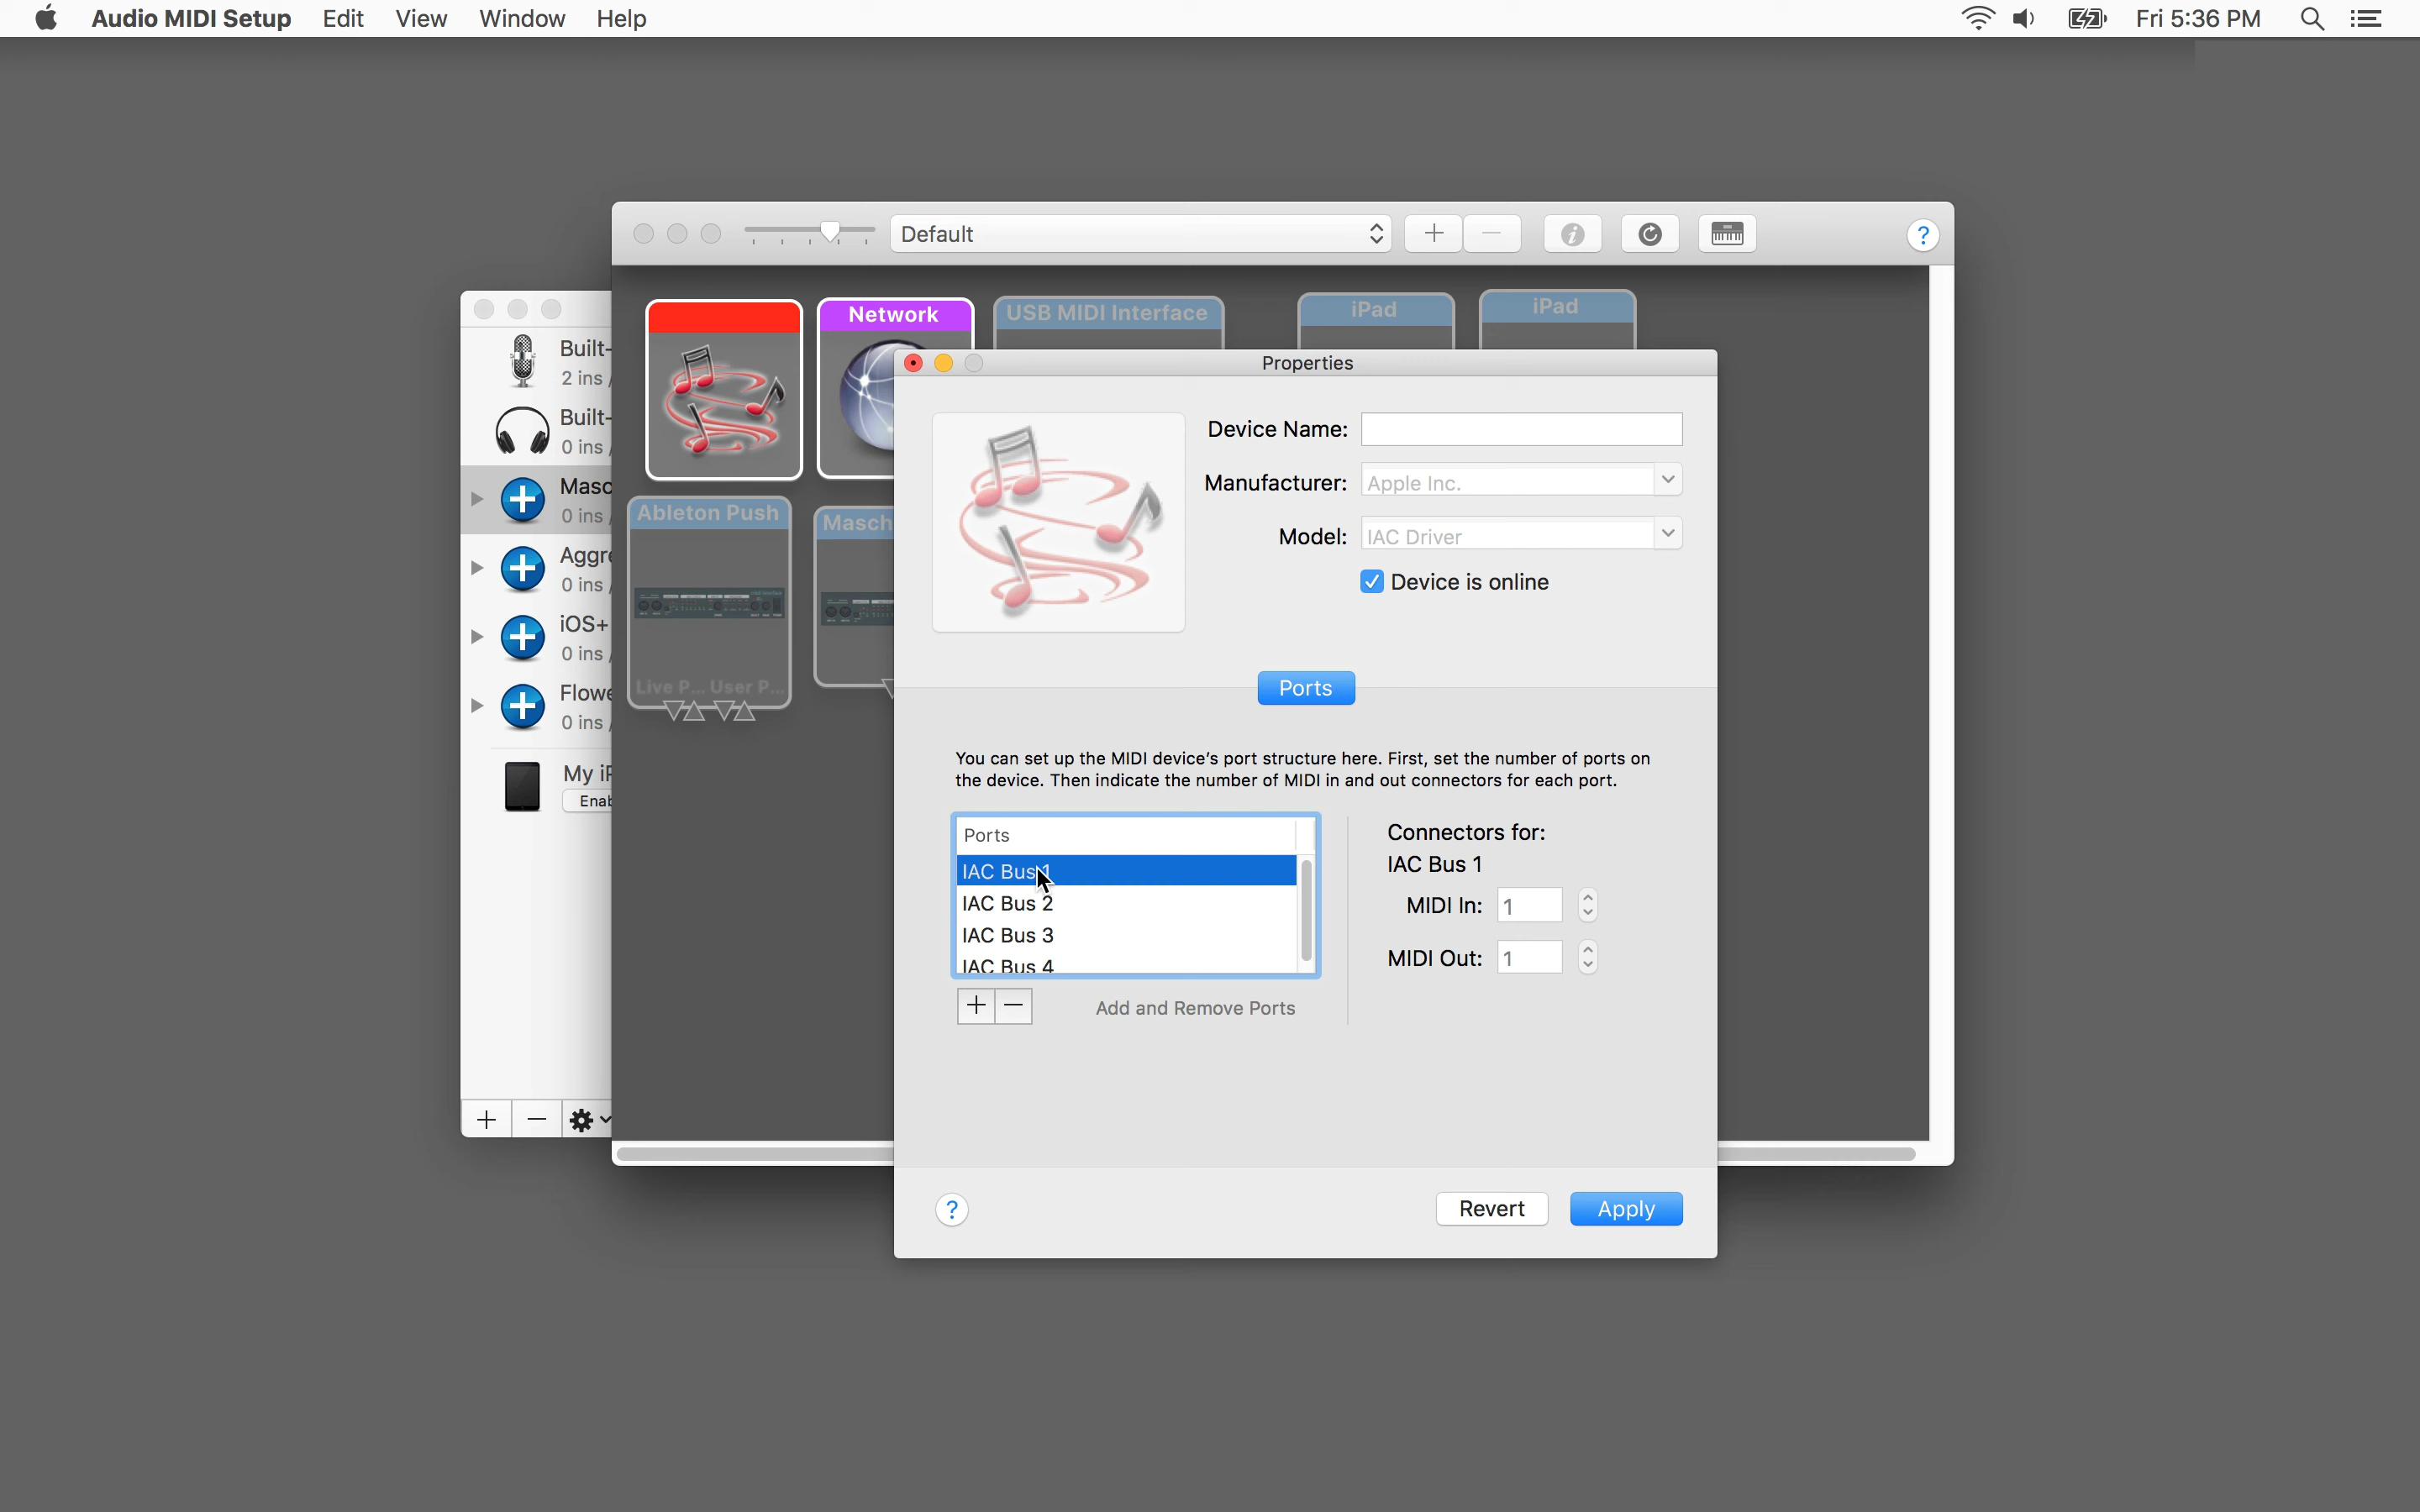 Audio MIDI Setup Edit View Window Help Fri 5:36 PM
Default ?
Built-
2 ins /
Built-
0 ins /
Masc
0 ins /
Aggre
0 ins /
iOS+
0 ins /
Flowe
0 ins /
My iP
Enab
Network
USB MIDI Interface
iPad
iPad
Ableton Push
Live P... User P...
Masch
Properties
Device Name:
Manufacturer: Apple Inc.
Model: IAC Driver
Device is online
Ports
You can set up the MIDI device's port structure here. First, set the number of ports on
the device. Then indicate the number of MIDI in and out connectors for each port.
Ports
IAC Bus 1
IAC Bus 2
IAC Bus 3
IAC Bus 4
+ − Add and Remove Ports
Connectors for:
IAC Bus 1
MIDI In: 1
MIDI Out: 1
? Revert Apply